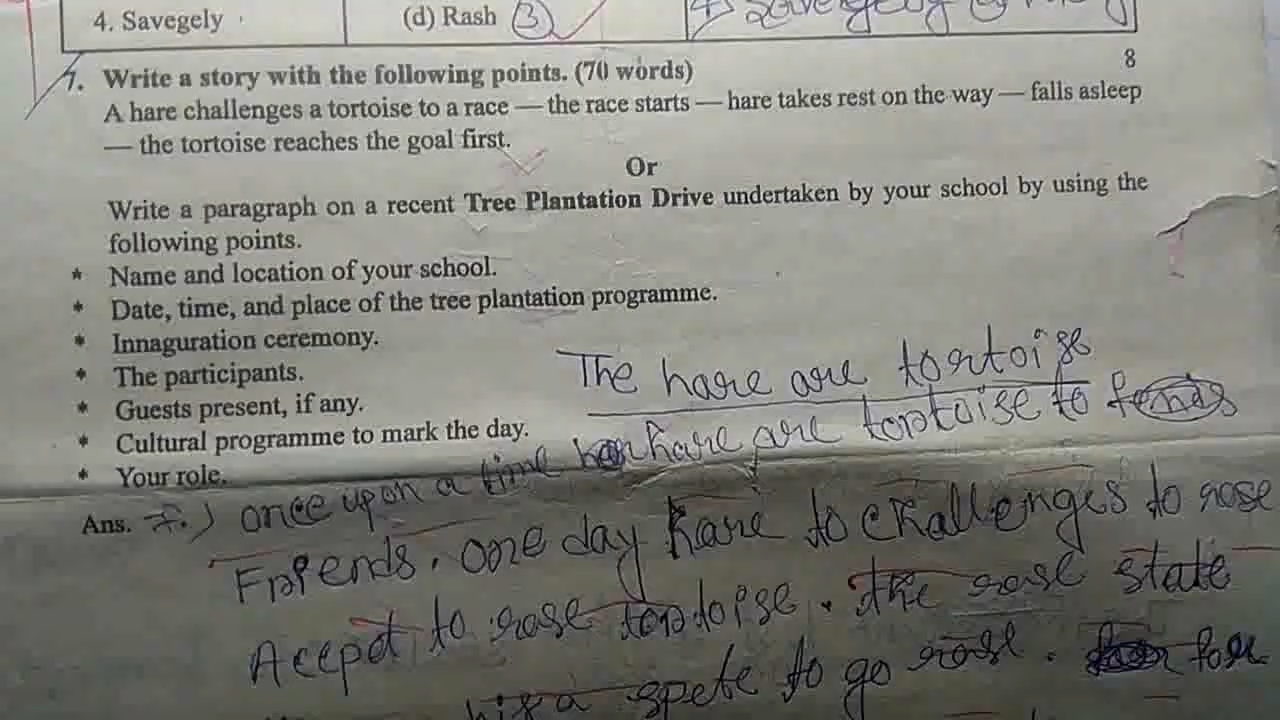 4. Savegely
(d) Rash 3
7. Write a story with the following points. (70 words) 8
A hare challenges a tortoise to a race — the race starts — hare takes rest on the way — falls asleep
— the tortoise reaches the goal first.
Or
Write a paragraph on a recent Tree Plantation Drive undertaken by your school by using the
following points.
* Name and location of your school.
* Date, time, and place of the tree plantation programme.
* Innaguration ceremony.
* The participants.
* Guests present, if any.
* Cultural programme to mark the day.
* Your role.
The hare are tortoise
Ans. 7.) once upon a time hare are tortoise to
Friends. one day hare to challenges to rose
Accpet to rose tortoise. the rose state
his a spete to go rose.